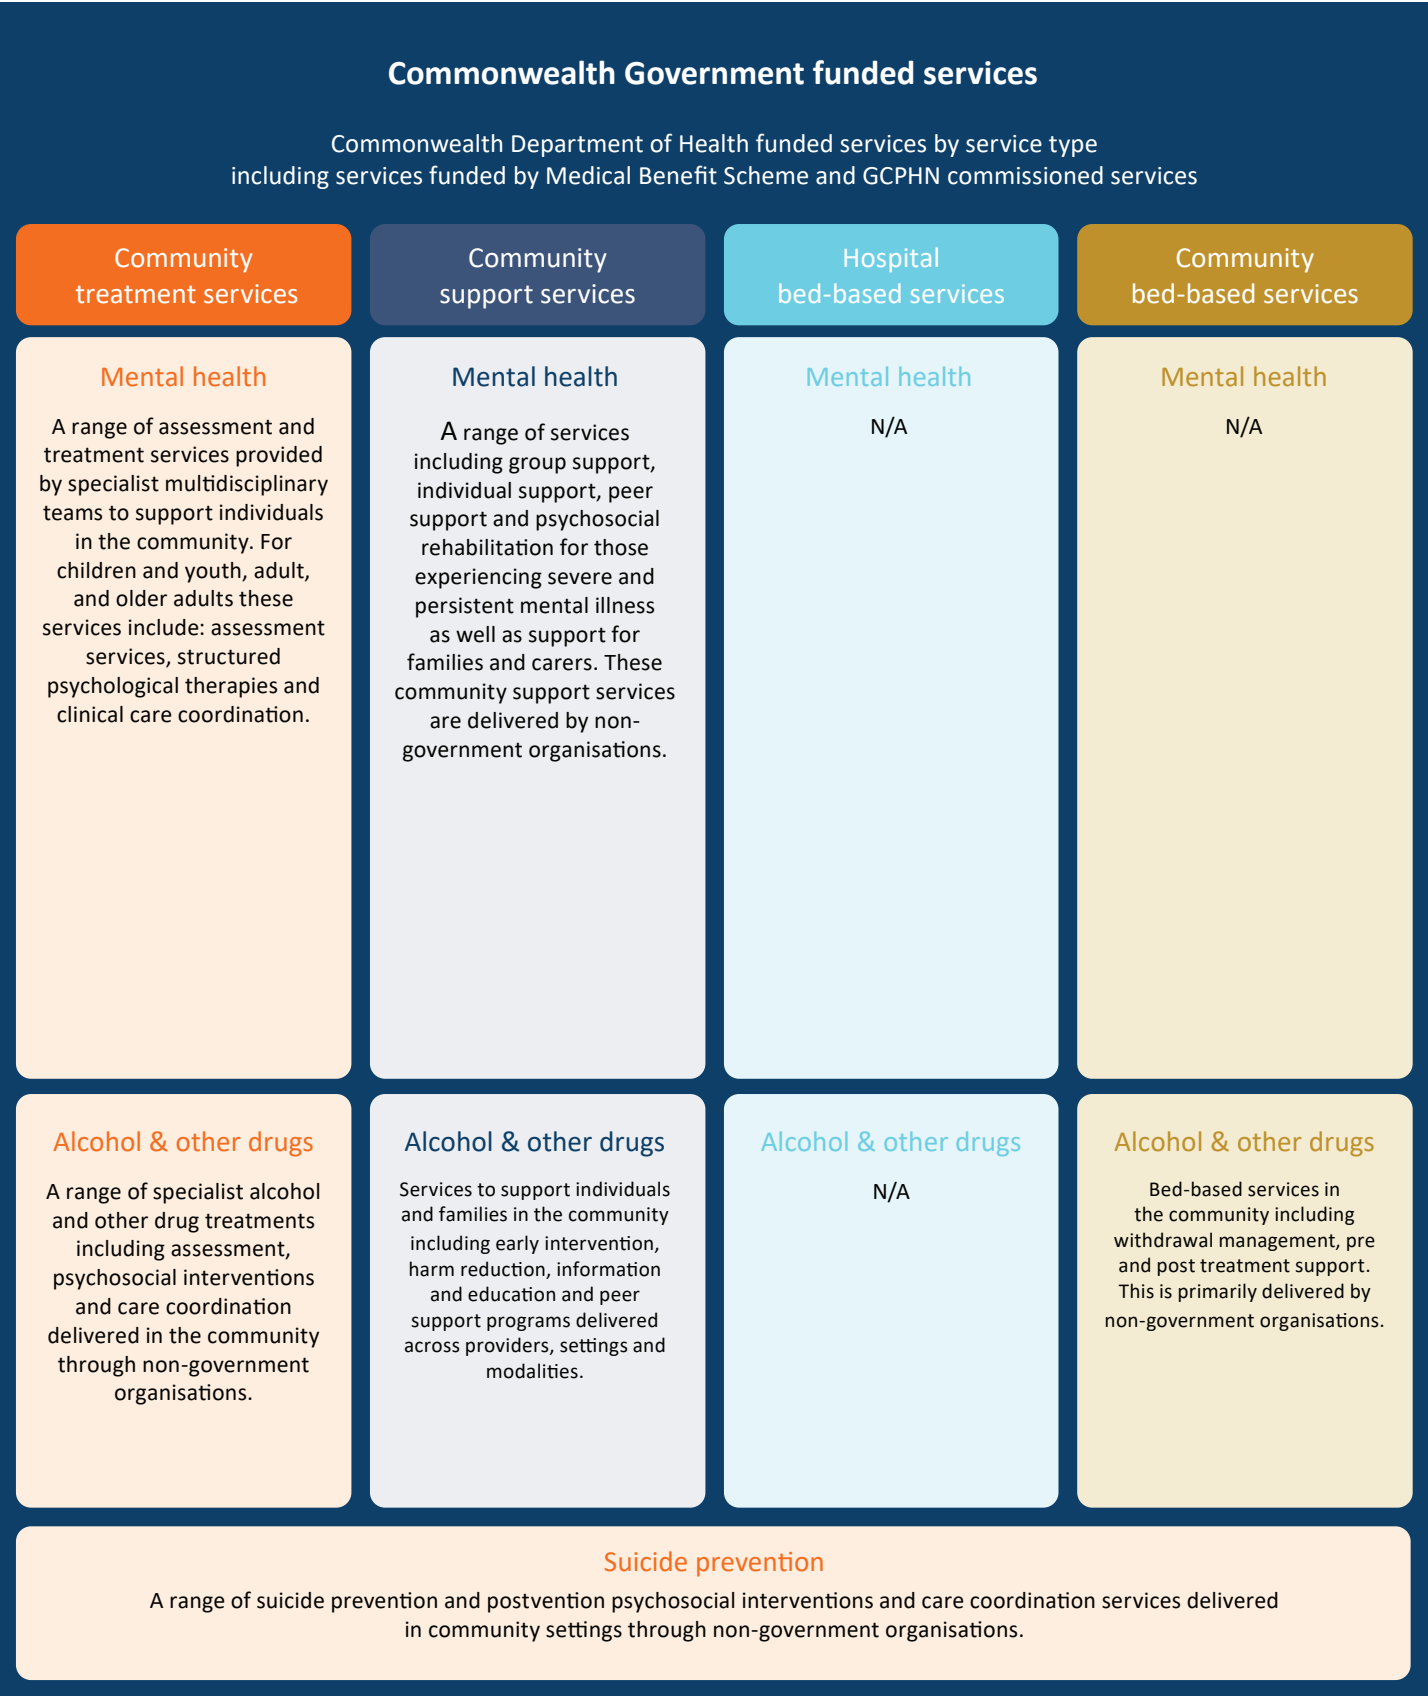 Commonwealth Government funded services
Commonwealth Department of Health funded services by service type
including services funded by Medical Benefit Scheme and GCPHN commissioned services
Community
treatment services
Community
support services
Hospital
bed-based services
Community
bed-based services
Mental health
A range of assessment and
treatment services provided
by specialist multidisciplinary
teams to support individuals
in the community. For
children and youth, adult,
and older adults these
services include: assessment
services, structured
psychological therapies and
clinical care coordination.
Mental health
A range of services
including group support,
individual support, peer
support and psychosocial
rehabilitation for those
experiencing severe and
persistent mental illness
as well as support for
families and carers. These
community support services
are delivered by non-
government organisations.
Mental health
N/A
Mental health
N/A
Alcohol & other drugs
A range of specialist alcohol
and other drug treatments
including assessment,
psychosocial interventions
and care coordination
delivered in the community
through non-government
organisations.
Alcohol & other drugs
Services to support individuals
and families in the community
including early intervention,
harm reduction, information
and education and peer
support programs delivered
across providers, settings and
modalities.
Alcohol & other drugs
N/A
Alcohol & other drugs
Bed-based services in
the community including
withdrawal management, pre
and post treatment support.
This is primarily delivered by
non-government organisations.
Suicide prevention
A range of suicide prevention and postvention psychosocial interventions and care coordination services delivered
in community settings through non-government organisations.